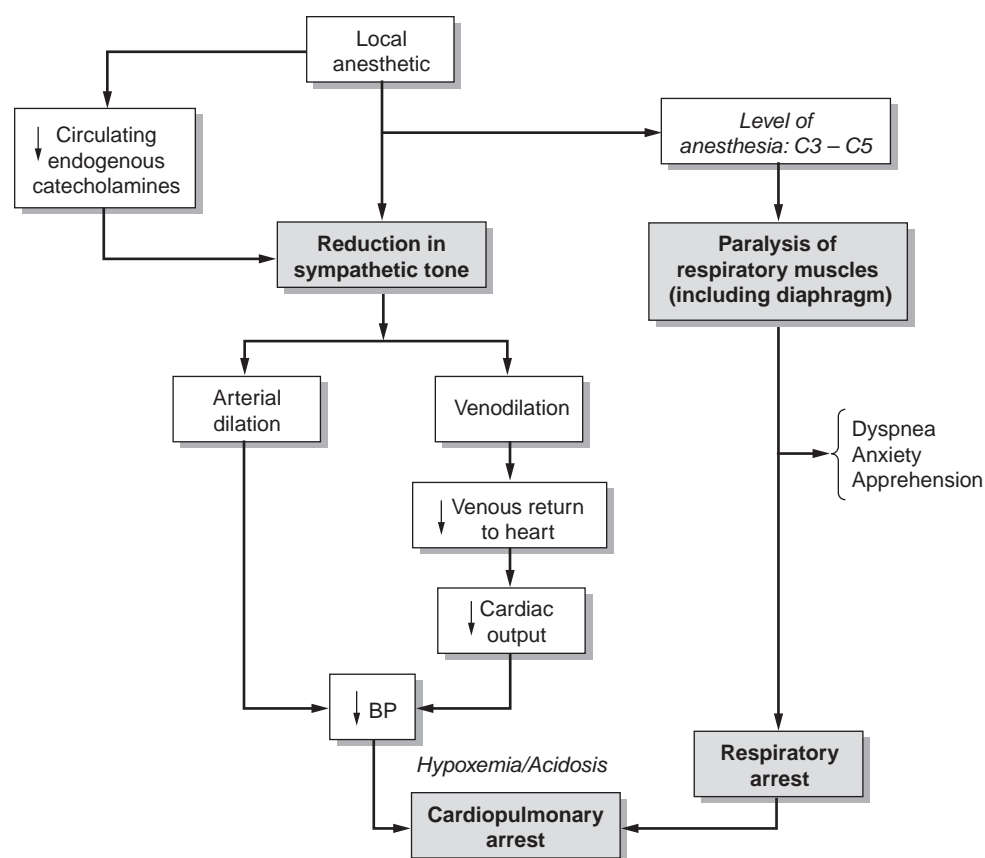 Local
anesthetic
↓ Circulating
endogenous
catecholamines
Level of
anesthesia: C3 – C5
Reduction in
sympathetic tone
Paralysis of
respiratory muscles
(including diaphragm)
Arterial
dilation
Venodilation
Dyspnea
Anxiety
Apprehension
↓ Venous return
to heart
↓ Cardiac
output
↓ BP
Hypoxemia/Acidosis
Respiratory
arrest
Cardiopulmonary
arrest